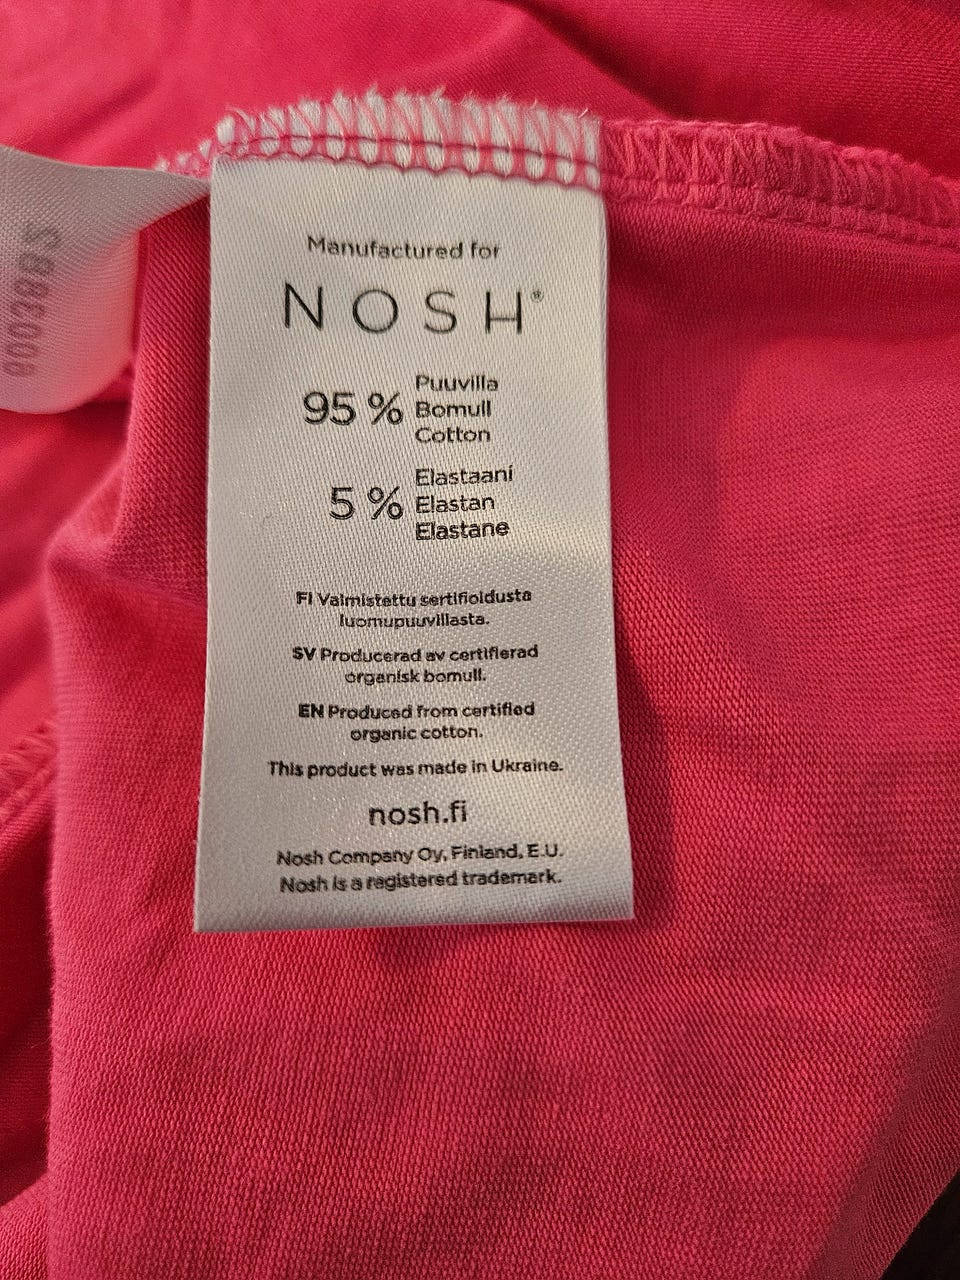 Manufactured for
NOSH®
95 % Puuvilla
Bomull
Cotton
5 % Elastaani
Elastan
Elastane
FI Valmistettu sertifioidusta
luomupuuvillasta.
SV Producerad av certifierad
organisk bomull.
EN Produced from certified
organic cotton.
This product was made in Ukraine.
nosh.fi
Nosh Company Oy, Finland, E.U.
Nosh is a registered trademark.